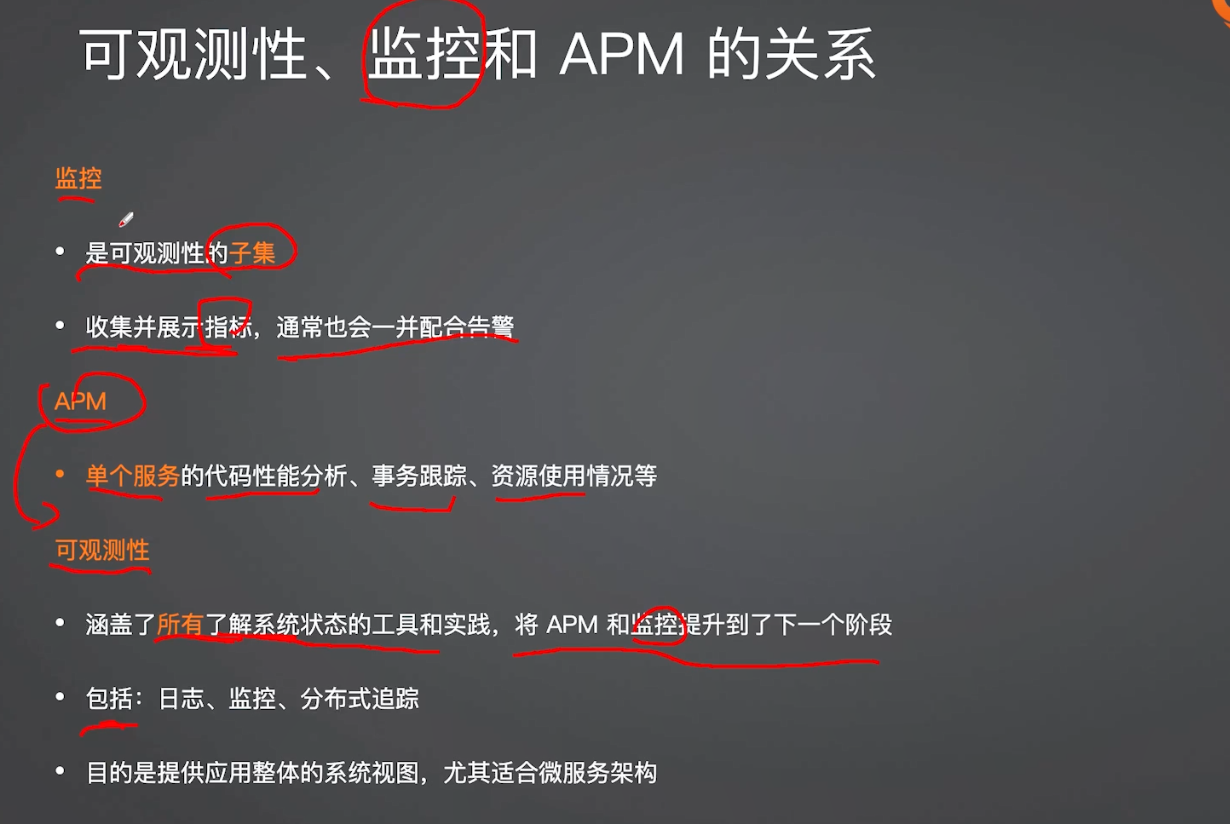 可观测性、监控和 APM 的关系
监控
• 是可观测性的子集
• 收集并展示指标，通常也会一并配合告警
APM
• 单个服务的代码性能分析、事务跟踪、资源使用情况等
可观测性
• 涵盖了所有了解系统状态的工具和实践，将 APM 和监控提升到了下一个阶段
• 包括：日志、监控、分布式追踪
• 目的是提供应用整体的系统视图，尤其适合微服务架构